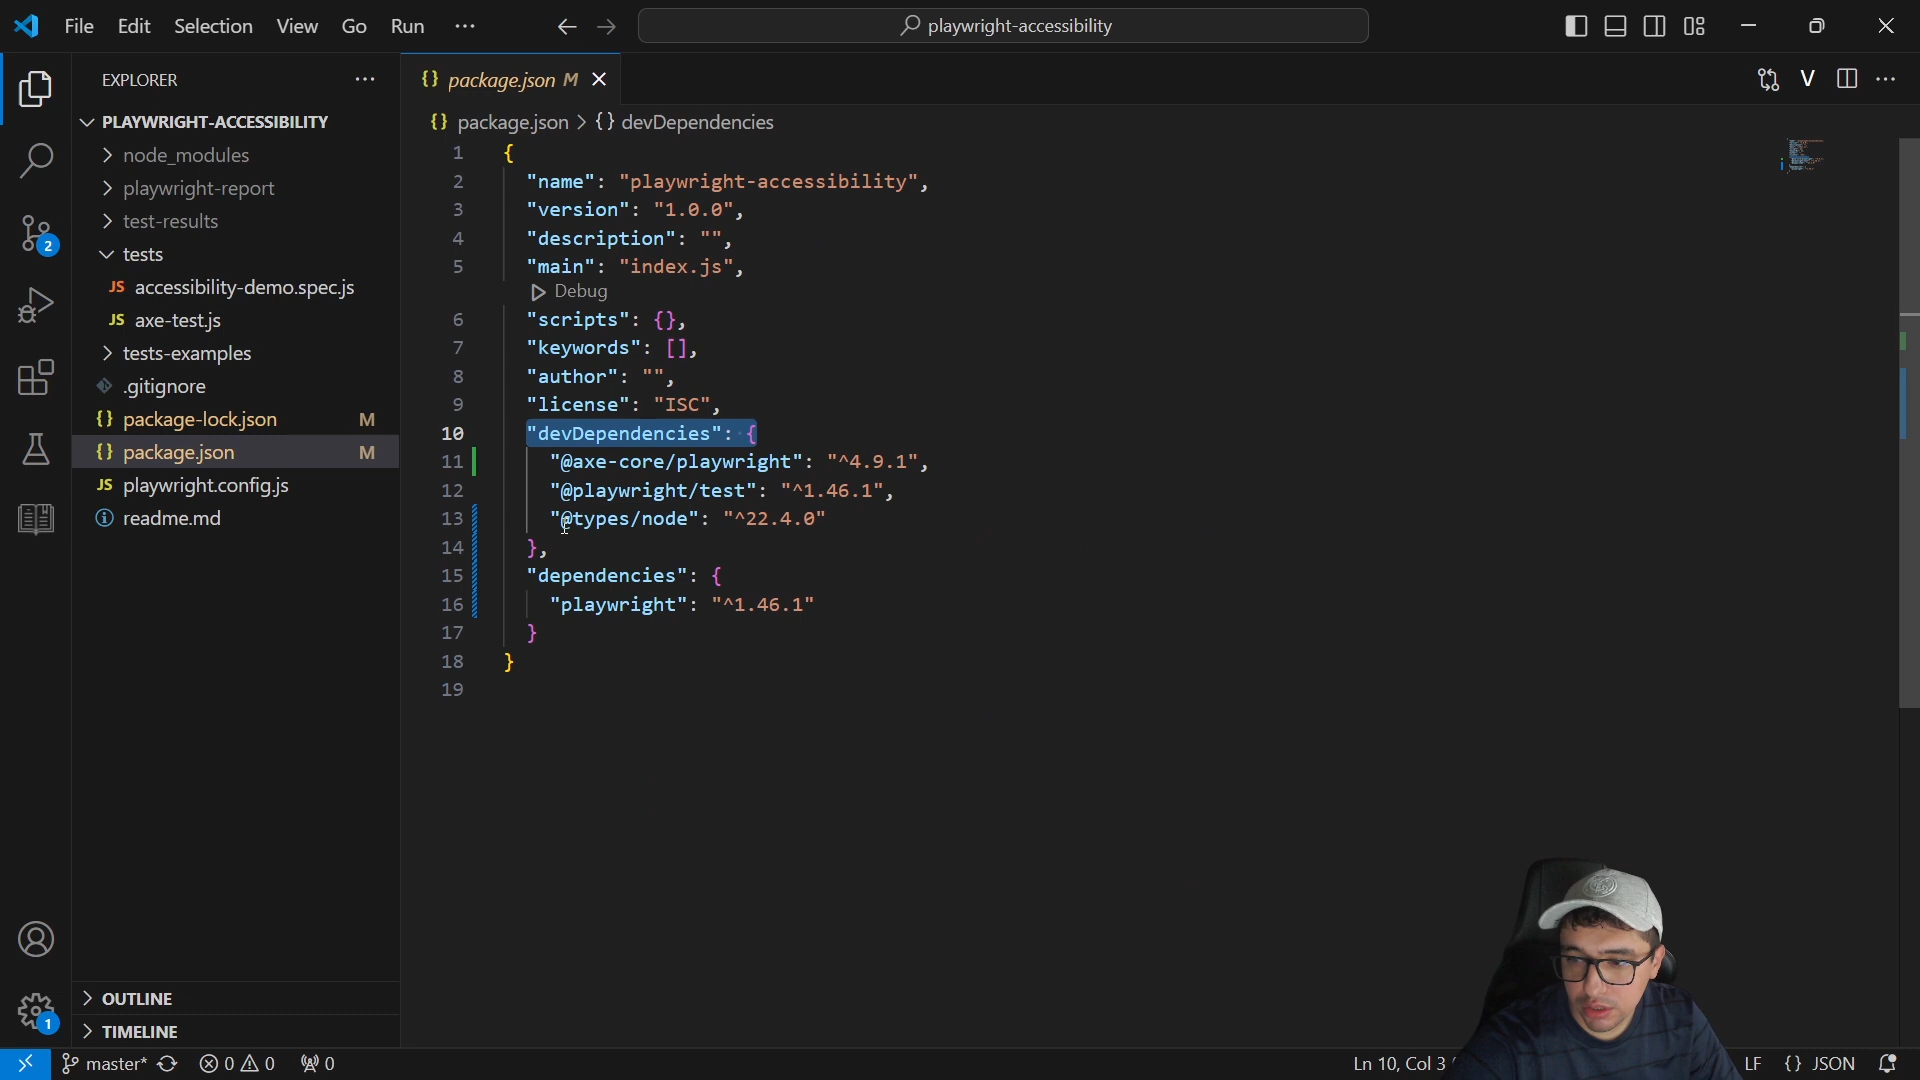 File Edit Selection View Go Run ···
playwright-accessibility
EXPLORER ···
PLAYWRIGHT-ACCESSIBILITY
node_modules
playwright-report
test-results
tests
JS accessibility-demo.spec.js
JS axe-test.js
tests-examples
.gitignore
{} package-lock.json M
{} package.json M
JS playwright.config.js
readme.md
OUTLINE
TIMELINE
2
1
{} package.json M
V
{} package.json > {} devDependencies
1 {
2 "name": "playwright-accessibility",
3 "version": "1.0.0",
4 "description": "",
5 "main": "index.js",
Debug
6 "scripts": {},
7 "keywords": [],
8 "author": "",
9 "license": "ISC",
10 "devDependencies": {
11 "@axe-core/playwright": "^4.9.1",
12 "@playwright/test": "^1.46.1",
13 "@types/node": "^22.4.0"
14 },
15 "dependencies": {
16 "playwright": "^1.46.1"
17 }
18 }
19
master* 0 0 0
Ln 10, Col 3 LF {} JSON